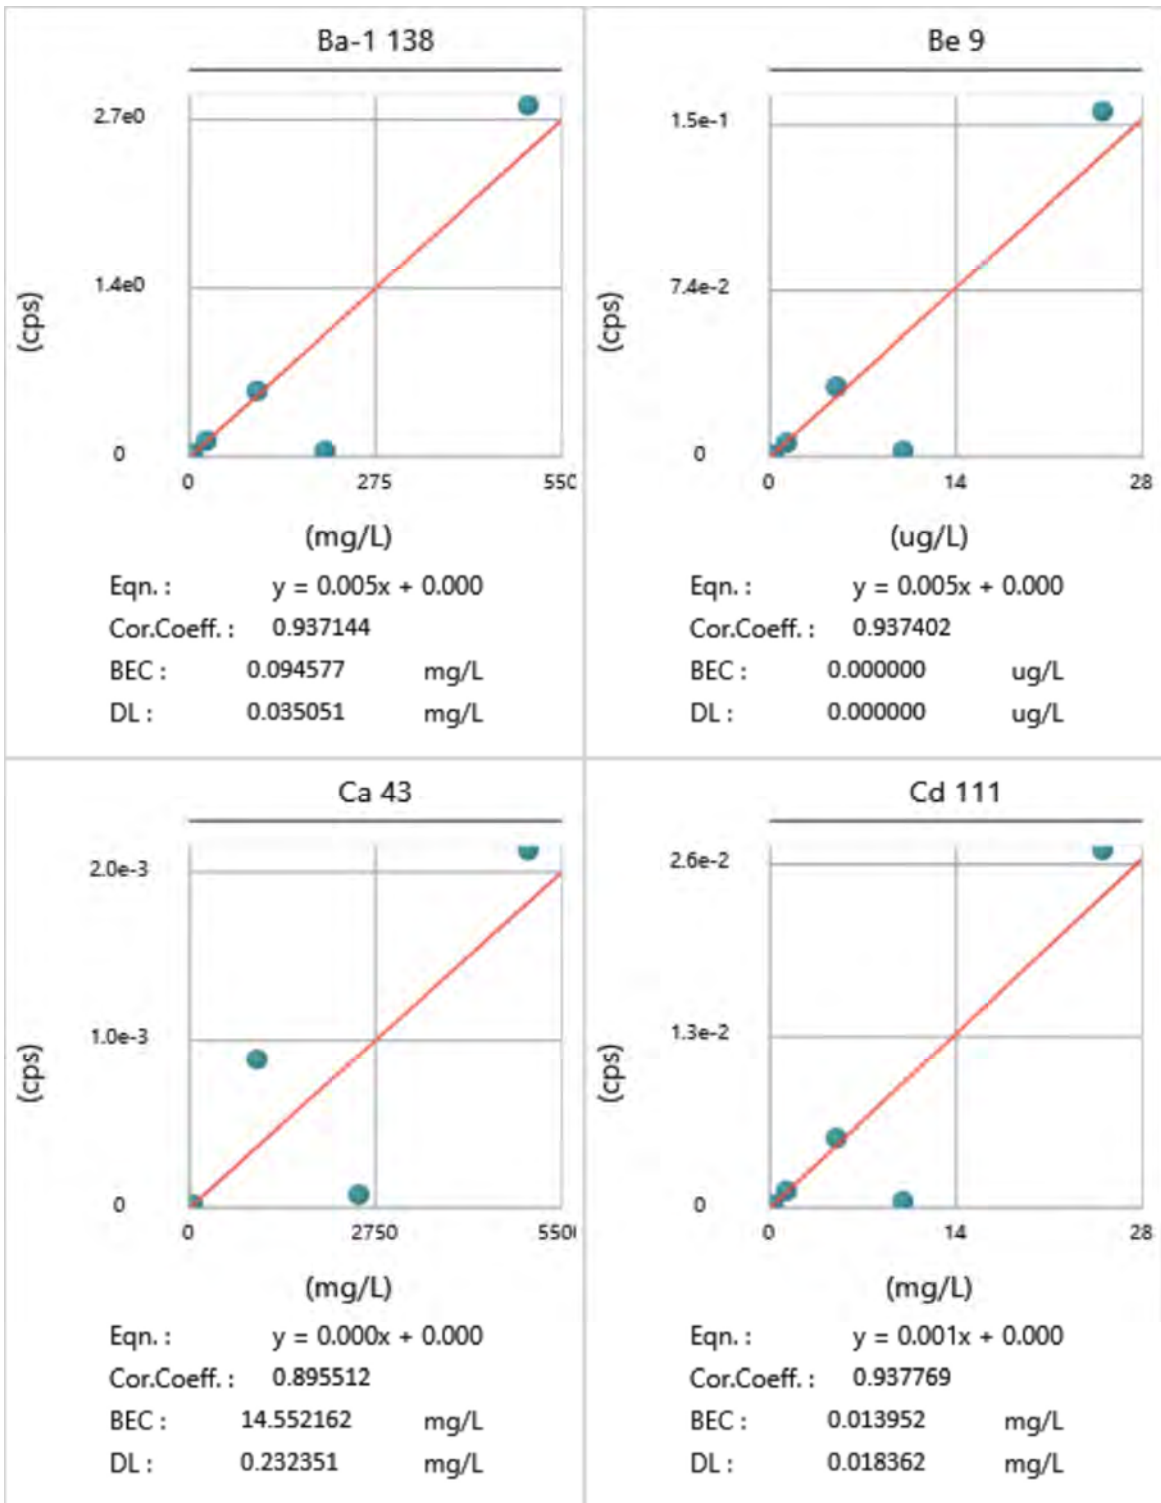 Ba-1 138
2.7e0
1.4e0
0
(cps)
0 275 550
(mg/L)
Eqn. : y = 0.005x + 0.000
Cor.Coeff. : 0.937144
BEC : 0.094577 mg/L
DL : 0.035051 mg/L
Be 9
1.5e-1
7.4e-2
0
(cps)
0 14 28
(ug/L)
Eqn. : y = 0.005x + 0.000
Cor.Coeff. : 0.937402
BEC : 0.000000 ug/L
DL : 0.000000 ug/L
Ca 43
2.0e-3
1.0e-3
0
(cps)
0 2750
(mg/L)
Eqn. : y = 0.000x + 0.000
Cor.Coeff. : 0.895512
BEC : 14.552162 mg/L
DL : 0.232351 mg/L
Cd 111
2.6e-2
1.3e-2
0
(cps)
0 14 28
(mg/L)
Eqn. : y = 0.001x + 0.000
Cor.Coeff. : 0.937769
BEC : 0.013952 mg/L
DL : 0.018362 mg/L